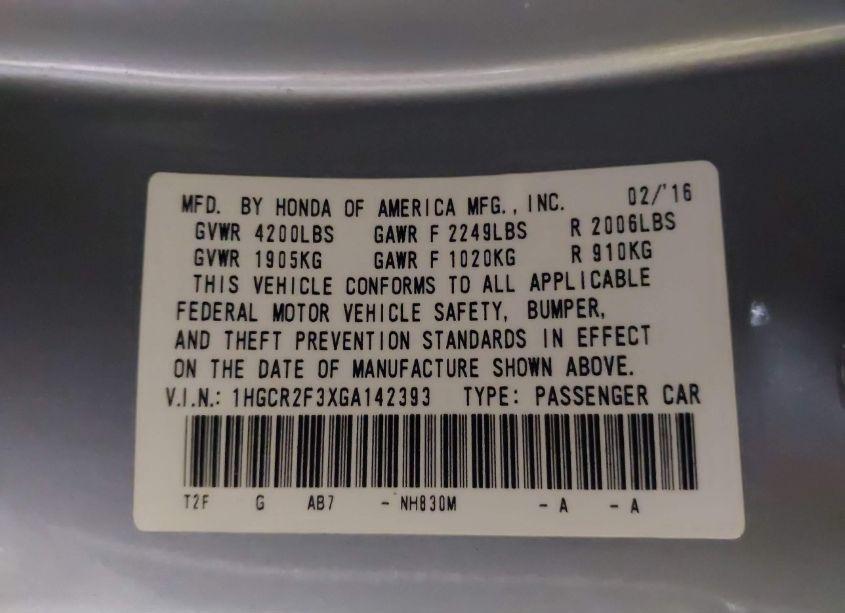 MFD. BY HONDA OF AMERICA MFG., INC. 02/'16
GVWR 4200LBS GAWR F 2249LBS R 2006LBS
GVWR 1905KG GAWR F 1020KG R 910KG
THIS VEHICLE CONFORMS TO ALL APPLICABLE
FEDERAL MOTOR VEHICLE SAFETY, BUMPER,
AND THEFT PREVENTION STANDARDS IN EFFECT
ON THE DATE OF MANUFACTURE SHOWN ABOVE.
V.I.N.: 1HGCR2F3XGA142393 TYPE: PASSENGER CAR
T2F G AB7 - NH830M - A - A